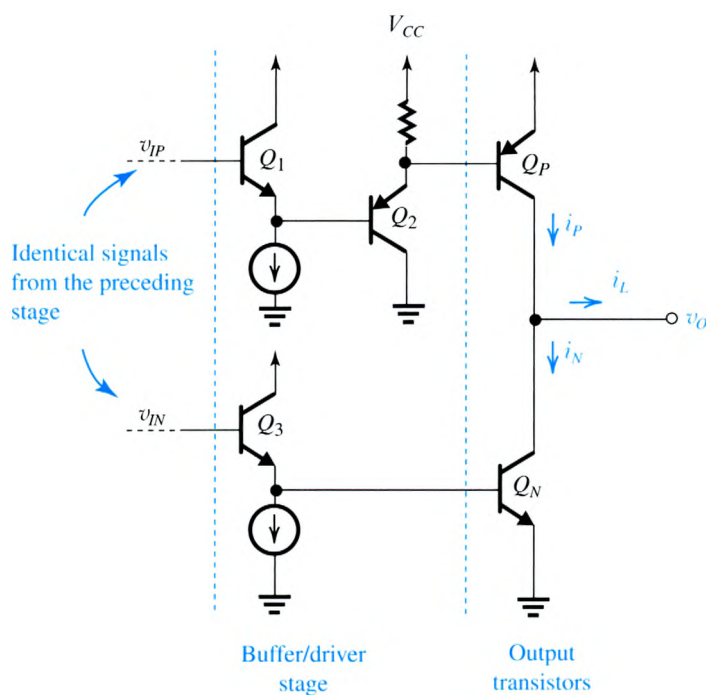 V_CC
v_IP
Q_1
Q_P
Q_2
i_P
Identical signals
from the preceding
stage
i_L
v_O
i_N
v_IN
Q_3
Q_N
Buffer/driver
stage
Output
transistors